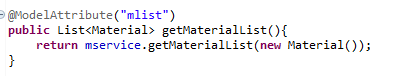 @ModelAttribute("mlist")
public List<Material> getMaterialList(){
    return mservice.getMaterialList(new Material());
}